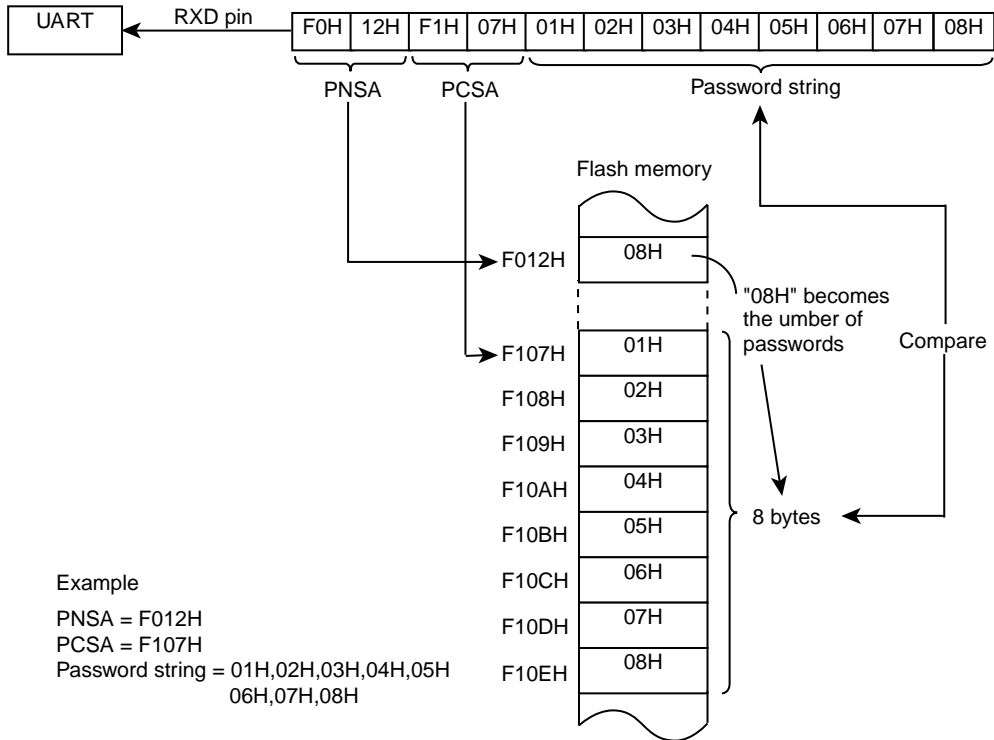 UART
RXD pin
F0H 12H F1H 07H 01H 02H 03H 04H 05H 06H 07H 08H
PNSA PCSA Password string
Flash memory
F012H 08H
"08H" becomes
the umber of
passwords
Compare
F107H 01H
F108H 02H
F109H 03H
F10AH 04H
F10BH 05H
8 bytes
F10CH 06H
F10DH 07H
F10EH 08H
Example
PNSA = F012H
PCSA = F107H
Password string = 01H,02H,03H,04H,05H
06H,07H,08H